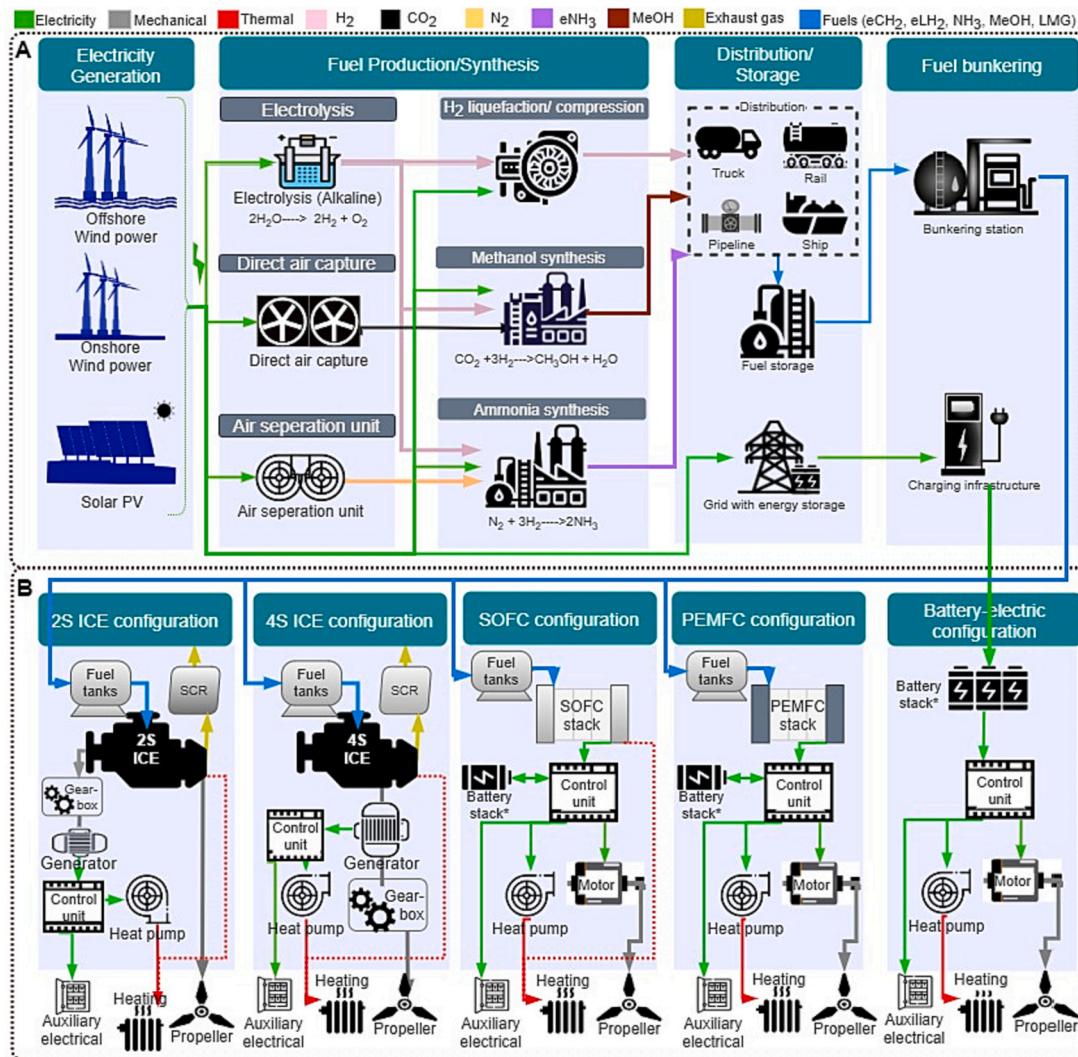 Electricity
Mechanical
Thermal
H₂
CO₂
N₂
eNH₃
MeOH
Exhaust gas
Fuels (eCH₂, eLH₂, NH₃, MeOH, LMG)
A
Electricity
Generation
Fuel Production/Synthesis
Distribution/
Storage
Fuel bunkering
Electrolysis
H₂ liquefaction/ compression
Distribution
Truck
Rail
Pipeline
Ship
Offshore
Wind power
Electrolysis (Alkaline)
2H₂O----> 2H₂ + O₂
Bunkering station
Direct air capture
Methanol synthesis
Onshore
Wind power
Direct air capture
CO₂ +3H₂---->CH₃OH + H₂O
Fuel storage
Air seperation unit
Ammonia synthesis
Solar PV
Air seperation unit
N₂ + 3H₂---->2NH₃
Grid with energy storage
Charging infrastructure
B
2S ICE configuration
4S ICE configuration
SOFC configuration
PEMFC configuration
Battery-electric
configuration
Fuel
tanks
SCR
2S
ICE
Gear-
box
Generator
Control
unit
Heat pump
Auxiliary
electrical
Heating
Propeller
Fuel
tanks
SCR
4S
ICE
Control
unit
Generator
Gear-
box
Heat pump
Auxiliary
electrical
Heating
Propeller
Fuel
tanks
SOFC
stack
Battery
stack*
Control
unit
Motor
Heat pump
Auxiliary
electrical
Heating
Propeller
Fuel
tanks
PEMFC
stack
Battery
stack*
Control
unit
Motor
Heat pump
Auxiliary
electrical
Heating
Propeller
Battery
stack*
Control
unit
Motor
Heat pump
Auxiliary
electrical
Heating
Propeller